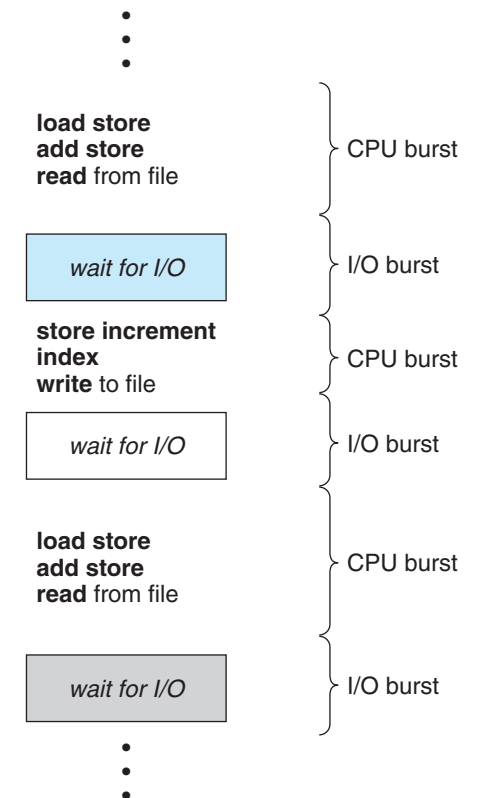 load store
add store
read from file
CPU burst
wait for I/O
I/O burst
store increment
index
write to file
CPU burst
wait for I/O
I/O burst
load store
add store
read from file
CPU burst
wait for I/O
I/O burst